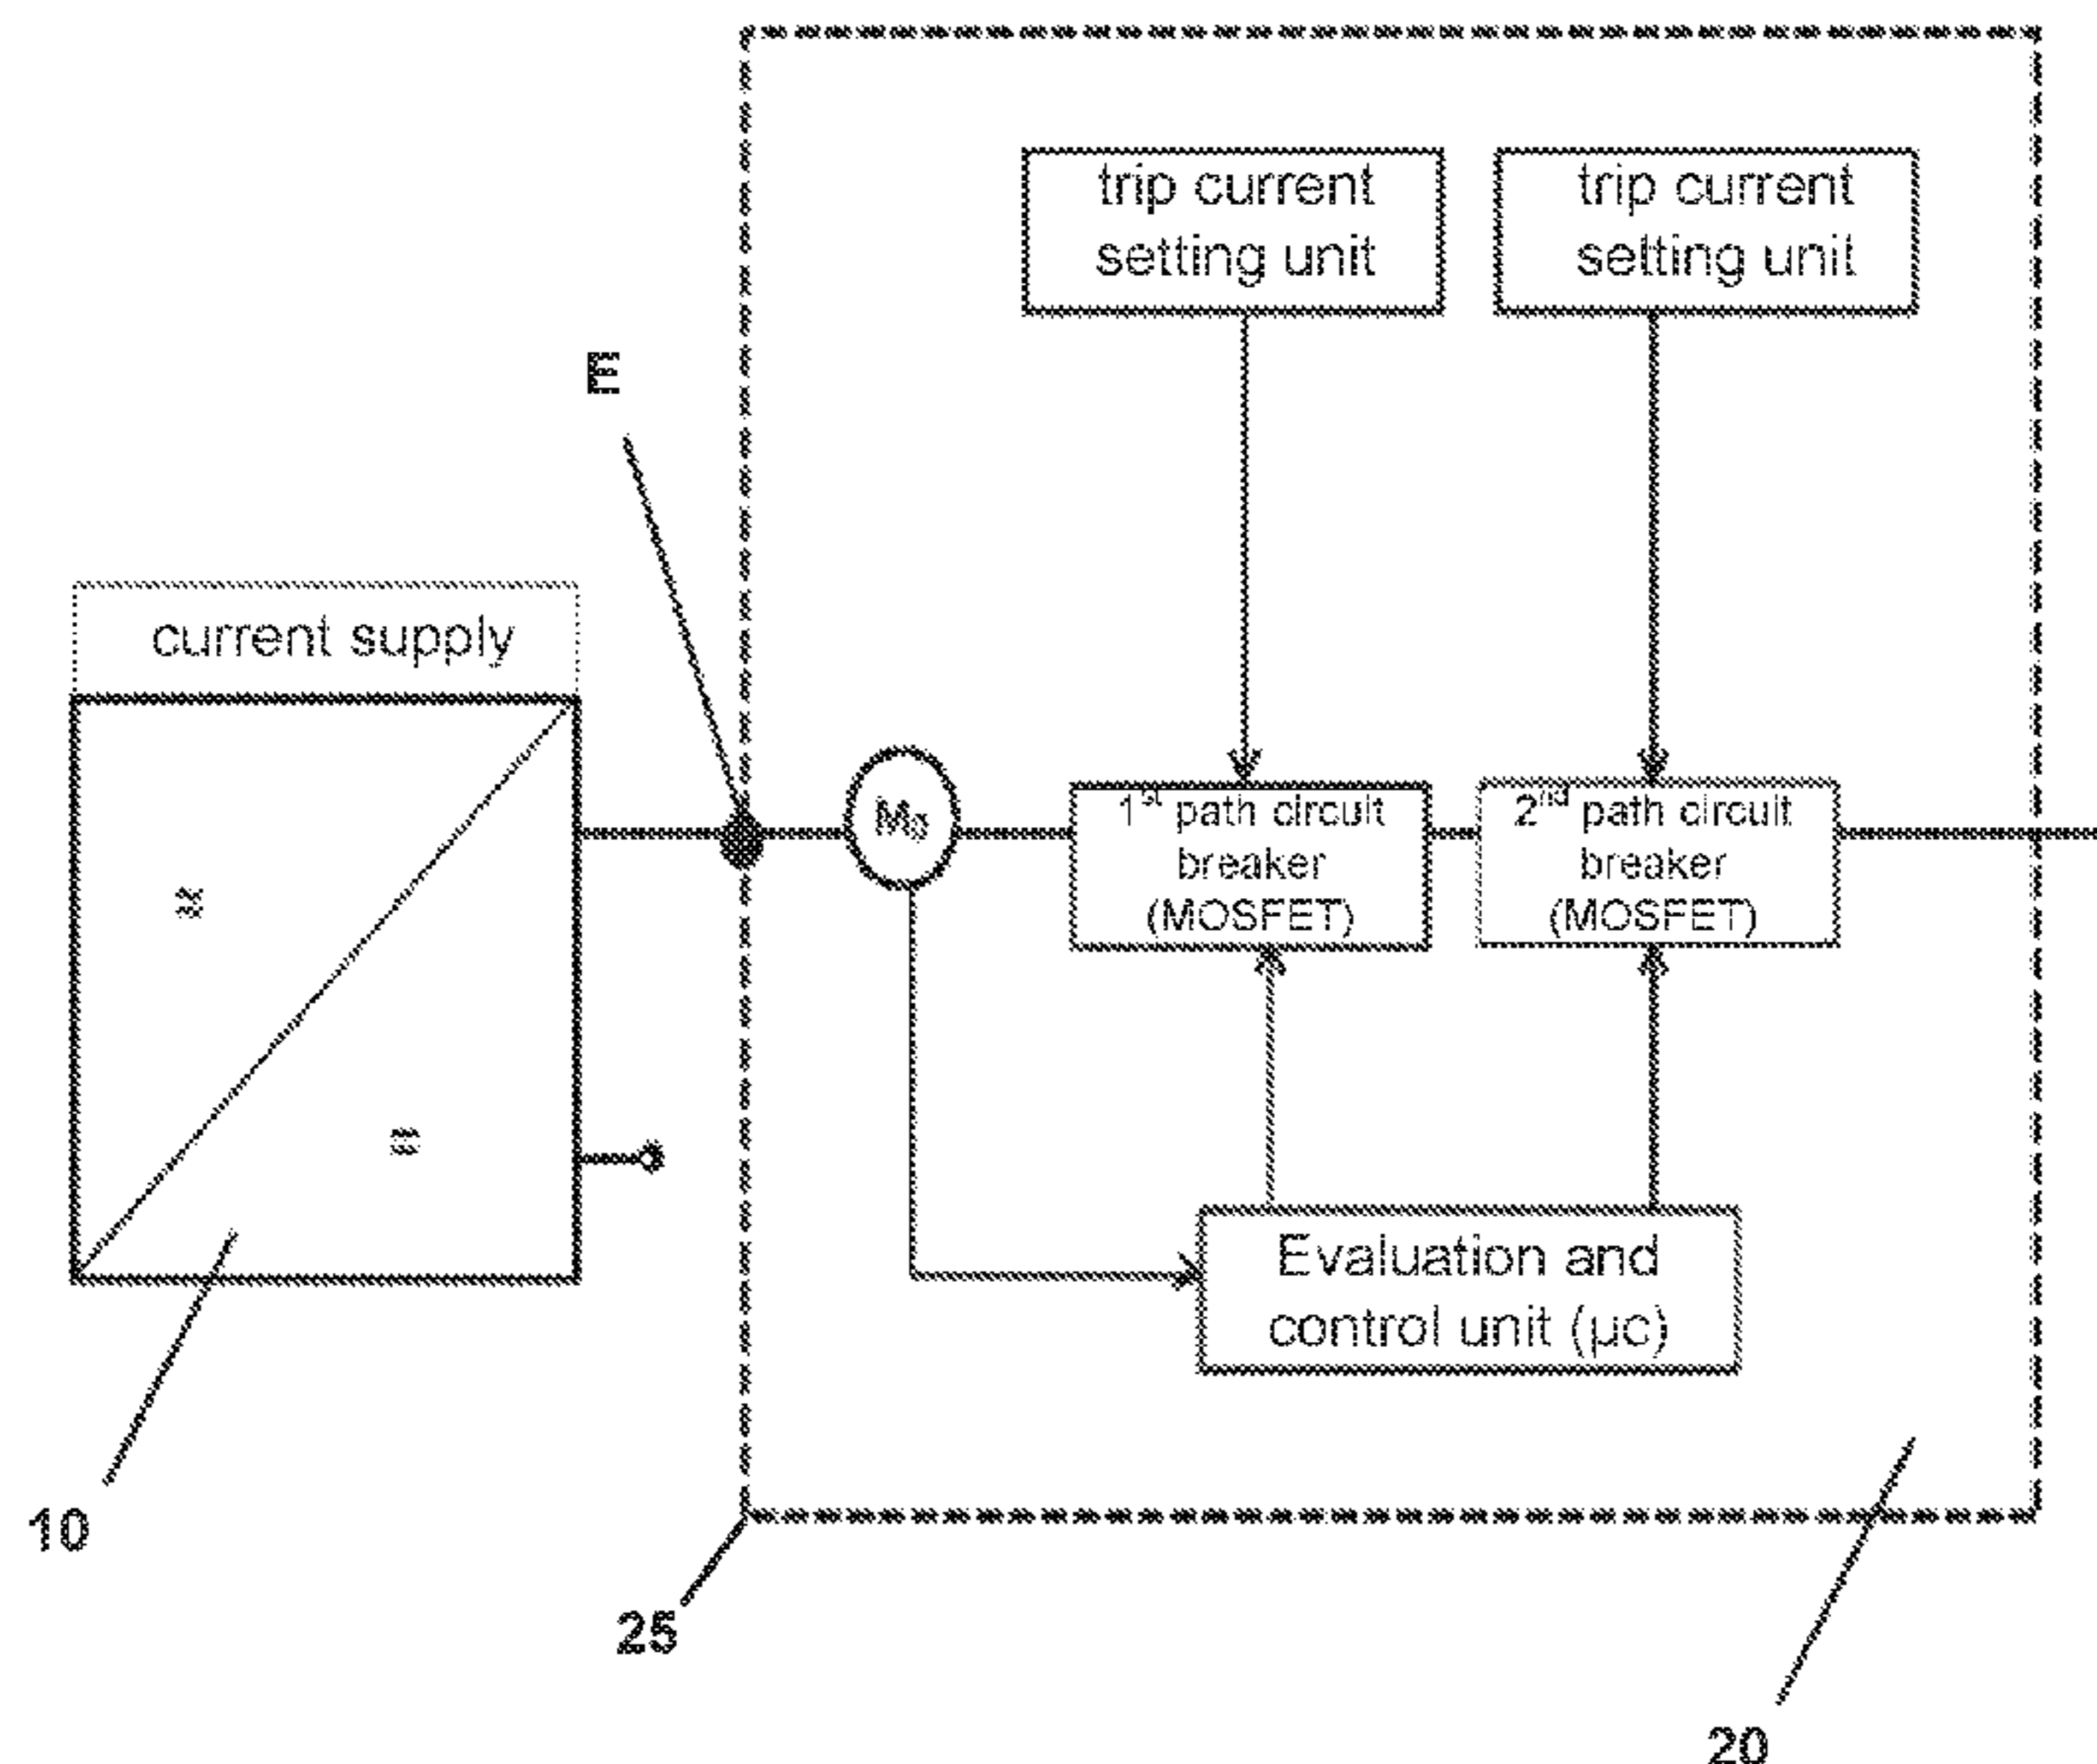 trip current
setting unit
trip current
setting unit
E
current supply
1st path circuit
breaker
(MOSFET)
2nd path circuit
breaker
(MOSFET)
Evaluation and
control unit (µc)
10
25
20